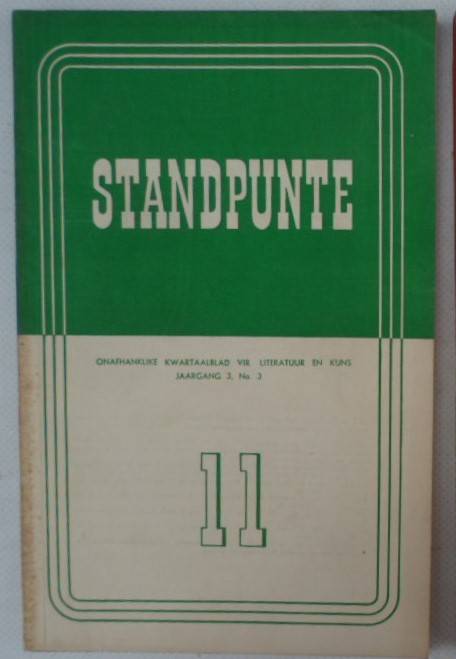 STANDPUNTE
ONAFHANKLIKE KWARTAALBLAD VIR LITERATUUR EN KUNS
JAARGANG 3, No. 3
11